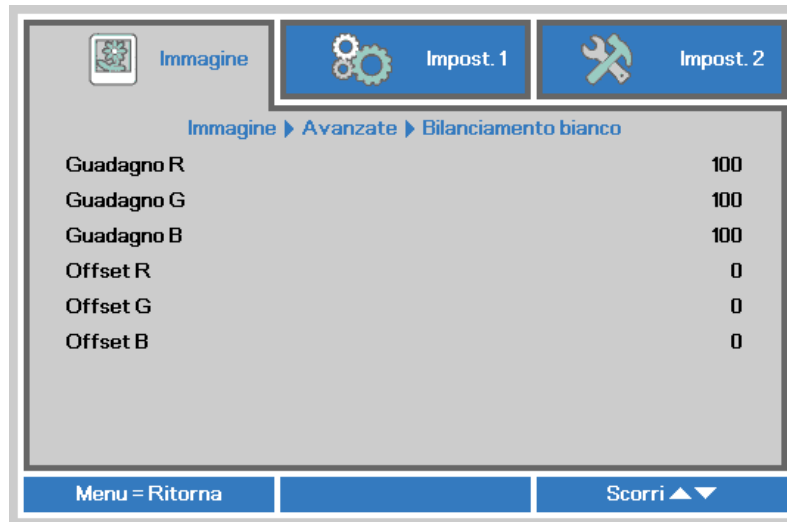 Immagine Impost. 1 Impost. 2
Immagine ▶ Avanzate ▶ Bilanciamento bianco
Guadagno R 100
Guadagno G 100
Guadagno B 100
Offset R 0
Offset G 0
Offset B 0
Menu = Ritorna Scorri ▲▼